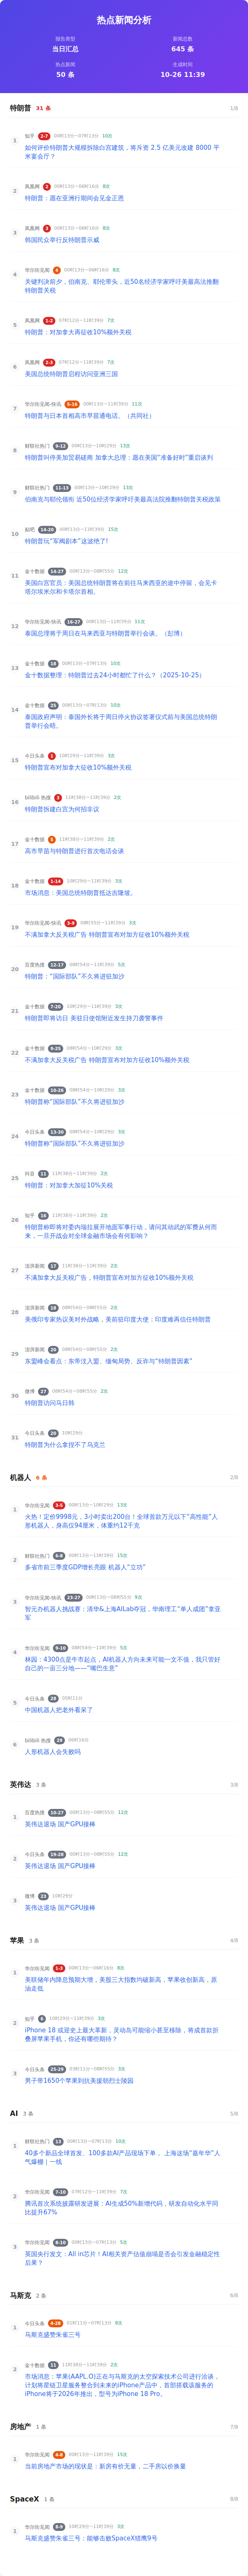 热点新闻分析
报告类型
当日汇总
新闻总数
645 条
热点新闻
50 条
生成时间
10-26 11:39
特朗普 31 条 1/8
1 知乎 2-7 00时13分~07时13分 10次
如何评价特朗普大规模拆除白宫建筑，将斥资 2.5 亿美元改建 8000 平
米宴会厅？
2 凤凰网 2 00时13分~06时16分 8次
特朗普：愿在亚洲行期间会见金正恩
3 凤凰网 3 00时13分~06时16分 8次
韩国民众举行反特朗普示威
4 华尔街见闻 6 00时13分~06时16分 8次
关键判决前夕，伯南克、耶伦带头，近50名经济学家呼吁美最高法推翻
特朗普关税
5 凤凰网 1-2 07时12分~11时39分 7次
特朗普：对加拿大再征收10%额外关税
6 凤凰网 2-3 07时12分~11时39分 7次
美国总统特朗普启程访问亚洲三国
7 华尔街见闻-快讯 5-16 00时13分~11时39分 11次
特朗普与日本首相高市早苗通电话。（共同社）
8 财联社热门 9-12 00时13分~10时29分 13次
特朗普叫停美加贸易磋商 加拿大总理：愿在美国"准备好时"重启谈判
9 财联社热门 11-13 00时13分~10时29分 13次
伯南克与耶伦领衔 近50位经济学家呼吁美最高法院推翻特朗普关税政策
10 贴吧 14-20 00时13分~11时39分 15次
特朗普玩"军阀剧本"这波绝了!
11 金十数据 14-27 00时13分~08时55分 12次
美国白宫官员：美国总统特朗普将在前往马来西亚的途中停留，会见卡
塔尔埃米尔和卡塔尔首相。
12 华尔街见闻-快讯 16-27 00时13分~11时39分 11次
泰国总理将于周日在马来西亚与特朗普举行会谈。（彭博）
13 金十数据 18 00时13分~07时13分 10次
金十数据整理：特朗普过去24小时都忙了什么？（2025-10-25）
14 金十数据 25 00时13分~07时13分 10次
泰国政府声明：泰国外长将于周日停火协议签署仪式前与美国总统特朗
普举行会晤。
15 今日头条 1 10时29分~11时39分 3次
特朗普宣布对加拿大征收10%额外关税
16 bilibili 热搜 3 11时38分~11时39分 2次
特朗普拆建白宫为何招非议
17 金十数据 5 11时38分~11时39分 2次
高市早苗与特朗普进行首次电话会谈
18 金十数据 1-14 10时29分~11时39分 3次
市场消息：美国总统特朗普抵达吉隆坡。
19 华尔街见闻-快讯 3-9 08时55分~11时39分 3次
不满加拿大反关税广告 特朗普宣布对加方征收10%额外关税
20 百度热搜 12-17 08时54分~11时39分 5次
特朗普："国际部队"不久将进驻加沙
21 金十数据 7-20 10时29分~11时39分 3次
特朗普即将访日 美驻日使馆附近发生持刀袭警事件
22 金十数据 9-25 08时54分~10时29分 3次
不满加拿大反关税广告 特朗普宣布对加方征收10%额外关税
23 金十数据 10-26 08时54分~10时29分 3次
特朗普称"国际部队"不久将进驻加沙
24 今日头条 13-30 08时54分~10时29分 3次
特朗普称"国际部队"不久将进驻加沙
25 抖音 11 11时38分~11时39分 2次
特朗普：对加拿大加征10%关税
26 知乎 16 11时38分~11时39分 2次
特朗普称即将对委内瑞拉展开地面军事行动，请问其动武的军费从何而
来，一旦开战会对全球金融市场会有何影响？
27 澎湃新闻 17 11时38分~11时39分 2次
不满加拿大反关税广告，特朗普宣布对加方征收10%额外关税
28 澎湃新闻 18 08时54分~08时55分 2次
美俄印专家热议美对外战略，美前驻印度大使：印度难再信任特朗普
29 澎湃新闻 20 08时54分~08时55分 2次
东盟峰会看点：东帝汶入盟、缅甸局势、反诈与"特朗普因素"
30 微博 27 08时54分~08时55分 2次
特朗普访问马日韩
31 今日头条 20 10时29分
特朗普为什么拿捏不了乌克兰
机器人 6 条 2/8
1 华尔街见闻 3-5 00时13分~10时29分 13次
火热！定价9998元，3小时卖出200台！全球首款万元以下"高性能"人
形机器人，身高仅94厘米，体重约12千克
2 财联社热门 6-8 00时13分~11时39分 15次
多省市前三季度GDP增长亮眼 机器人"立功"
3 华尔街见闻-快讯 23-27 00时13分~08时55分 9次
智元办机器人挑战赛：清华&上海AILab夺冠，华南理工"单人成团"拿亚
军
4 华尔街见闻 9-10 08时54分~11时39分 5次
林园：4300点是牛市起点，AI机器人方向未来可能一文不值，我只管好
自己的一亩三分地——"嘴巴生意"
5 今日头条 28 05时11分
中国机器人把老外看呆了
6 bilibili 热搜 29 06时16分
人形机器人会失败吗
英伟达 3 条 3/8
1 百度热搜 10-27 00时13分~08时55分 12次
英伟达退场 国产GPU接棒
2 今日头条 19-28 00时13分~08时55分 12次
英伟达退场 国产GPU接棒
3 微博 23 10时29分
英伟达退场 国产GPU接棒
苹果 3 条 4/8
1 华尔街见闻 1-3 00时13分~06时16分 8次
美联储年内降息预期大增，美股三大指数均破新高，苹果收创新高，原
油走低
2 知乎 6 10时29分~11时39分 3次
iPhone 18 或迎史上最大革新，灵动岛可能缩小甚至移除，将成首款折
叠屏苹果手机，你还有哪些期待？
3 今日头条 25-29 03时11分~08时55分 3次
男子带1650个苹果到抗美援朝烈士陵园
AI 3 条 5/8
1 财联社热门 13 00时13分~07时13分 10次
40多个新品全球首发、100多款AI产品现场下单， 上海这场"嘉年华"人
气爆棚｜一线
2 华尔街见闻 7-10 07时12分~11时39分 7次
腾讯首次系统披露研发进展：AI生成50%新增代码，研发自动化水平同
比提升67%
3 华尔街见闻 8-10 00时13分~07时13分 5次
英国央行发文：All in芯片！AI相关资产估值崩塌是否会引发金融稳定性
后果？
马斯克 2 条 6/8
1 今日头条 4-28 01时11分~07时13分 8次
马斯克盛赞朱雀三号
2 金十数据 11 11时38分~11时39分 2次
市场消息：苹果(AAPL.O)正在与马斯克的太空探索技术公司进行洽谈，
计划将星链卫星服务整合到未来的iPhone产品中，首部搭载该服务的
iPhone将于2026年推出，型号为iPhone 18 Pro。
房地产 1 条 7/8
1 华尔街见闻 4-8 00时13分~11时39分 15次
当前房地产市场的现状是：新房有价无量，二手房以价换量
SpaceX 1 条 8/8
1 华尔街见闻 8-9 10时29分~11时39分 3次
马斯克盛赞朱雀三号：能够击败SpaceX猎鹰9号